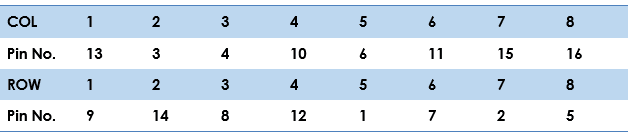 COL 1 2 3 4 5 6 7 8
Pin No. 13 3 4 10 6 11 15 16
ROW 1 2 3 4 5 6 7 8
Pin No. 9 14 8 12 1 7 2 5